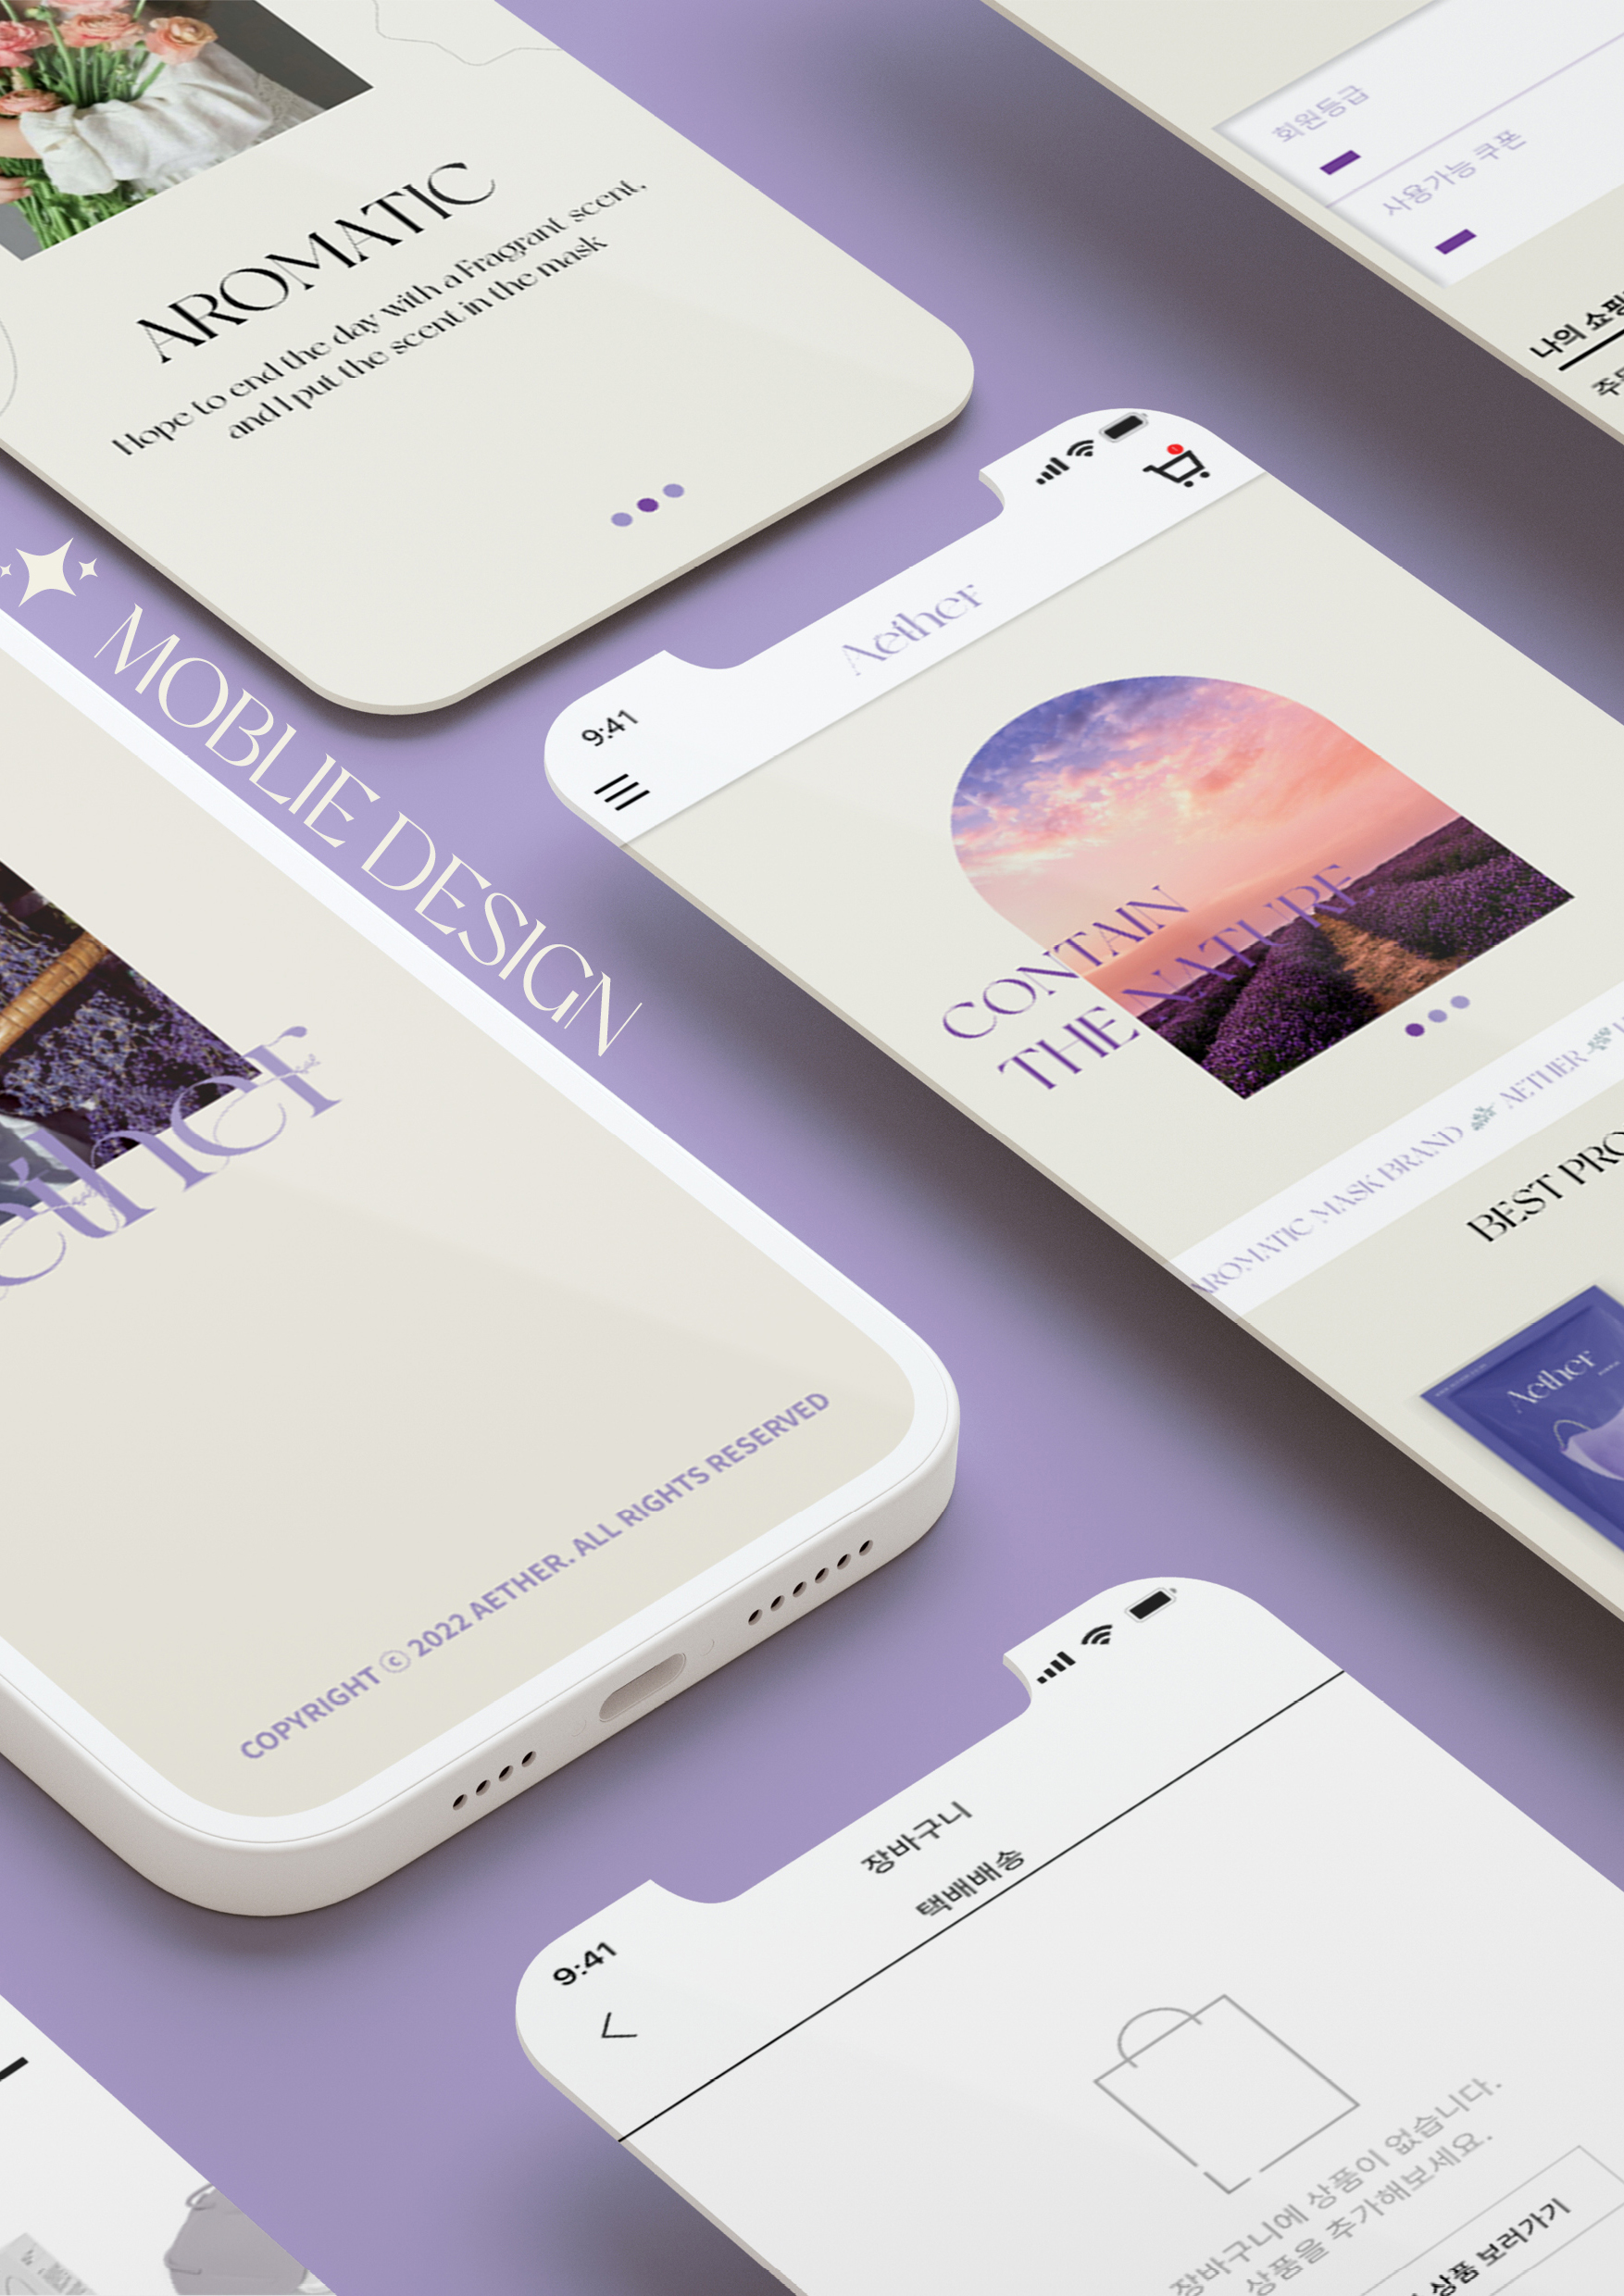 AROMATIC
Hope to end the day with a Fragrant scent,
and I put the scent in the mask
회원등급
사용가능 쿠폰
나의
MOBLIE DESIGN
9:41
Aether
CONTAIN
THE NATURE
AROMATIC MASK BRAND AETHER
BEST
Aether
COPYRIGHT © 2022 AETHER. ALL RIGHTS RESERVED
9:41
장바구니
택배배송
장바구니에 상품이 없습니다.
상품을 추가해보세요.
상품 보러가기